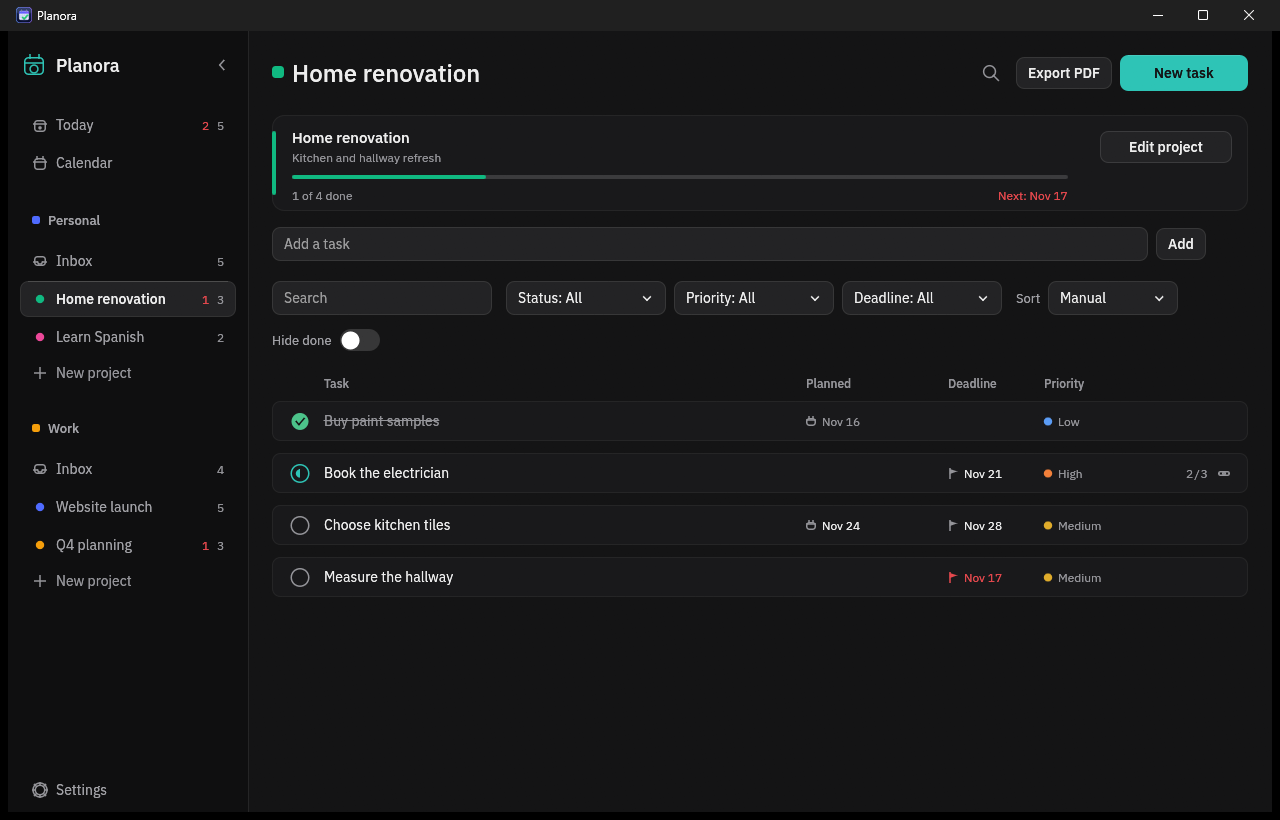 Planora
Planora
Today 2 5
Calendar
Personal
Inbox 5
Home renovation 1 3
Learn Spanish 2
New project
Work
Inbox 4
Website launch 5
Q4 planning 1 3
New project
Settings
Home renovation
Export PDF
New task
Home renovation
Kitchen and hallway refresh
1 of 4 done
Next: Nov 17
Edit project
Add a task
Add
Search
Status: All
Priority: All
Deadline: All
Sort
Manual
Hide done
Task Planned Deadline Priority
Buy paint samples Nov 16 Low
Book the electrician Nov 21 High 2/3
Choose kitchen tiles Nov 24 Nov 28 Medium
Measure the hallway Nov 17 Medium